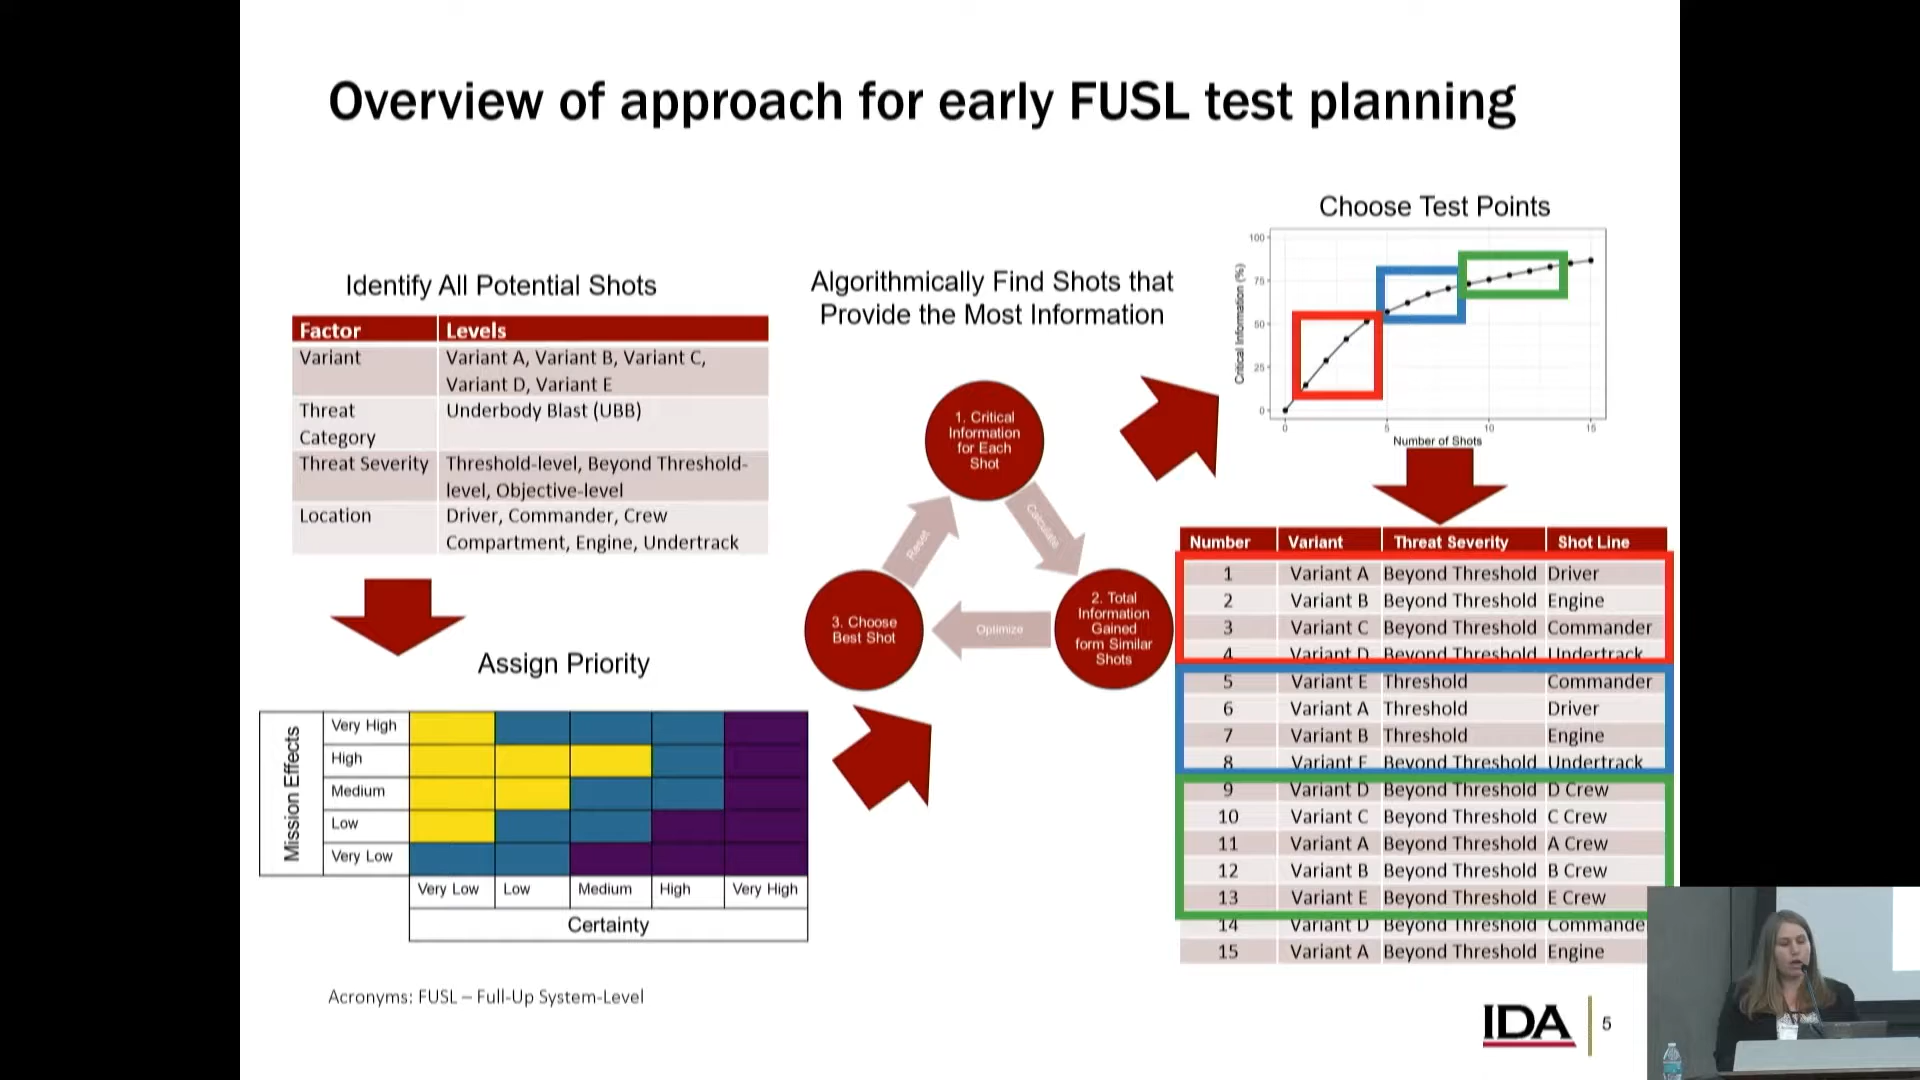 Overview of approach for early FUSL test planning
Identify All Potential Shots
Factor Levels
Variant Variant A, Variant B, Variant C,
Variant D, Variant E
Threat Underbody Blast (UBB)
Category
Threat Severity Threshold-level, Beyond Threshold-
level, Objective-level
Location Driver, Commander, Crew
Compartment, Engine, Undertrack
Assign Priority
Mission Effects
Very High
High
Medium
Low
Very Low
Very Low Low Medium High Very High
Certainty
Algorithmically Find Shots that
Provide the Most Information
1. Critical
Information
for Each
Shot
Calculate
2. Total
Information
Gained
form Similar
Shots
Optimize
3. Choose
Best Shot
Reset
Choose Test Points
Critical Information (%)
100
75
50
25
0
0 5 10 15
Number of Shots
Number Variant Threat Severity Shot Line
1 Variant A Beyond Threshold Driver
2 Variant B Beyond Threshold Engine
3 Variant C Beyond Threshold Commander
4 Variant D Beyond Threshold Undertrack
5 Variant E Threshold Commander
6 Variant A Threshold Driver
7 Variant B Threshold Engine
8 Variant E Beyond Threshold Undertrack
9 Variant D Beyond Threshold D Crew
10 Variant C Beyond Threshold C Crew
11 Variant A Beyond Threshold A Crew
12 Variant B Beyond Threshold B Crew
13 Variant E Beyond Threshold E Crew
14 Variant D Beyond Threshold Commande
15 Variant A Beyond Threshold Engine
Acronyms: FUSL – Full-Up System-Level
IDA 5